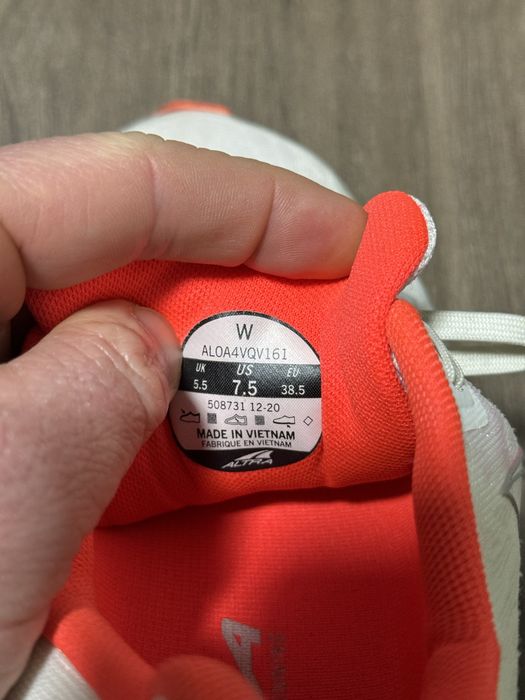 W
ALOA4VQV161
UK US EU
5.5 7.5 38.5
508731 12-20
MADE IN VIETNAM
FABRIQUE EN VIETNAM
ALTRA